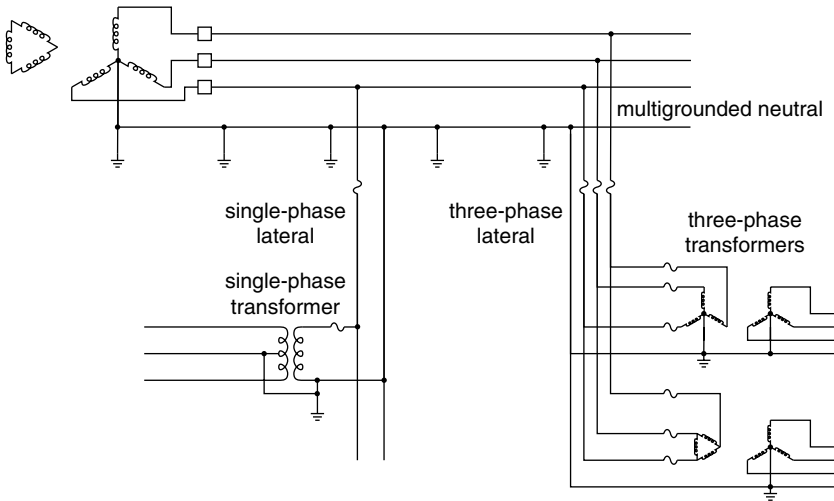 multigrounded neutral
single-phase
lateral
three-phase
lateral
three-phase
transformers
single-phase
transformer